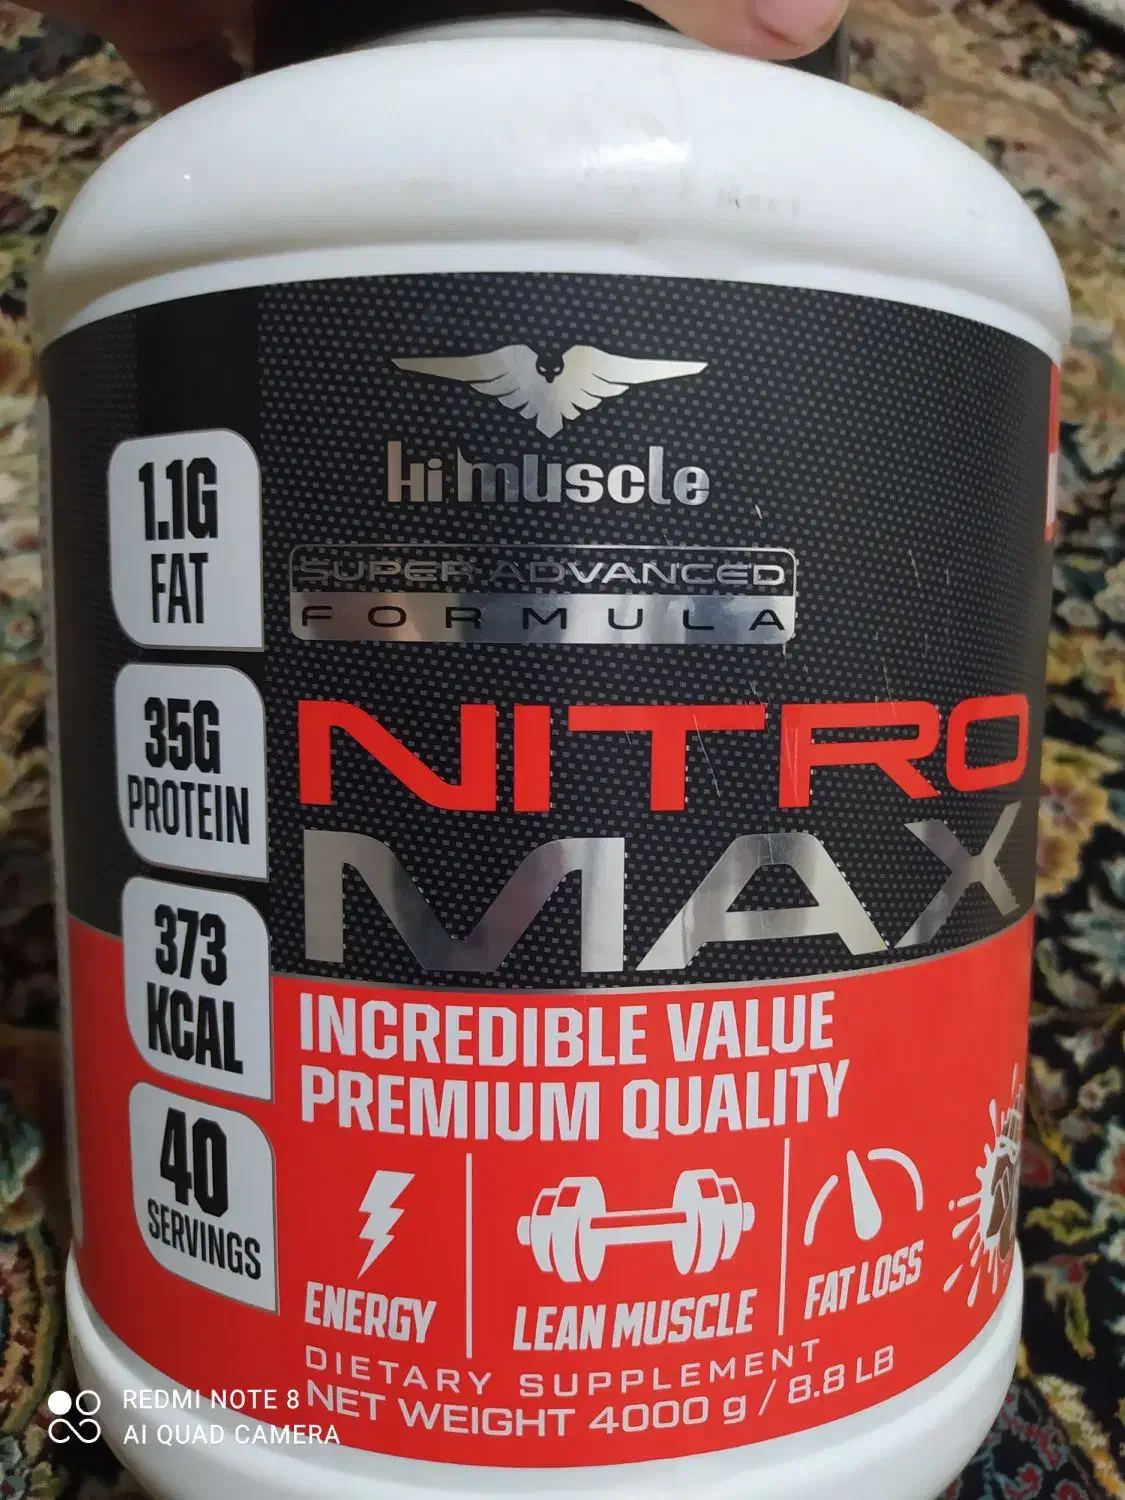 hi muscle
SUPER ADVANCED
FORMULA
NITRO
MAX
1.1G
FAT
35G
PROTEIN
373
KCAL
40
SERVINGS
INCREDIBLE VALUE
PREMIUM QUALITY
ENERGY
LEAN MUSCLE
FAT LOSS
DIETARY SUPPLEMENT
NET WEIGHT 4000 g / 8.8 LB
REDMI NOTE 8
AI QUAD CAMERA